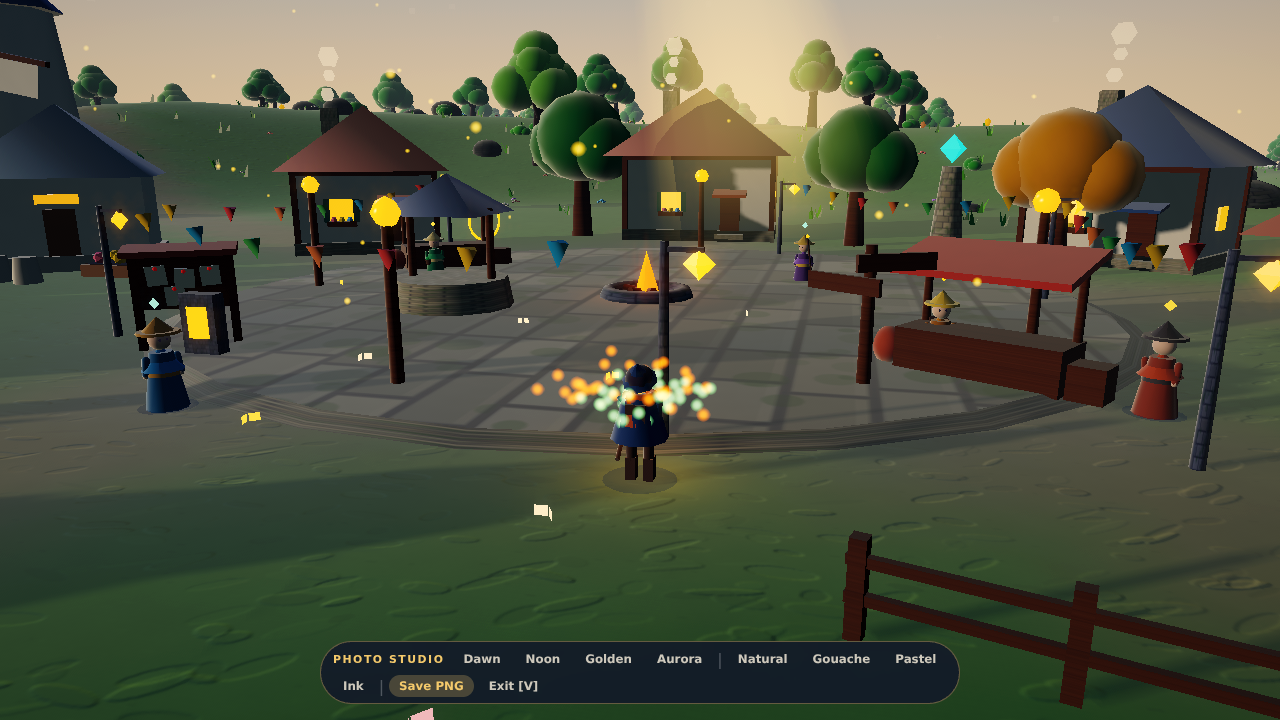 PHOTO STUDIO Dawn Noon Golden Aurora | Natural Gouache Pastel
Ink | Save PNG Exit [V]